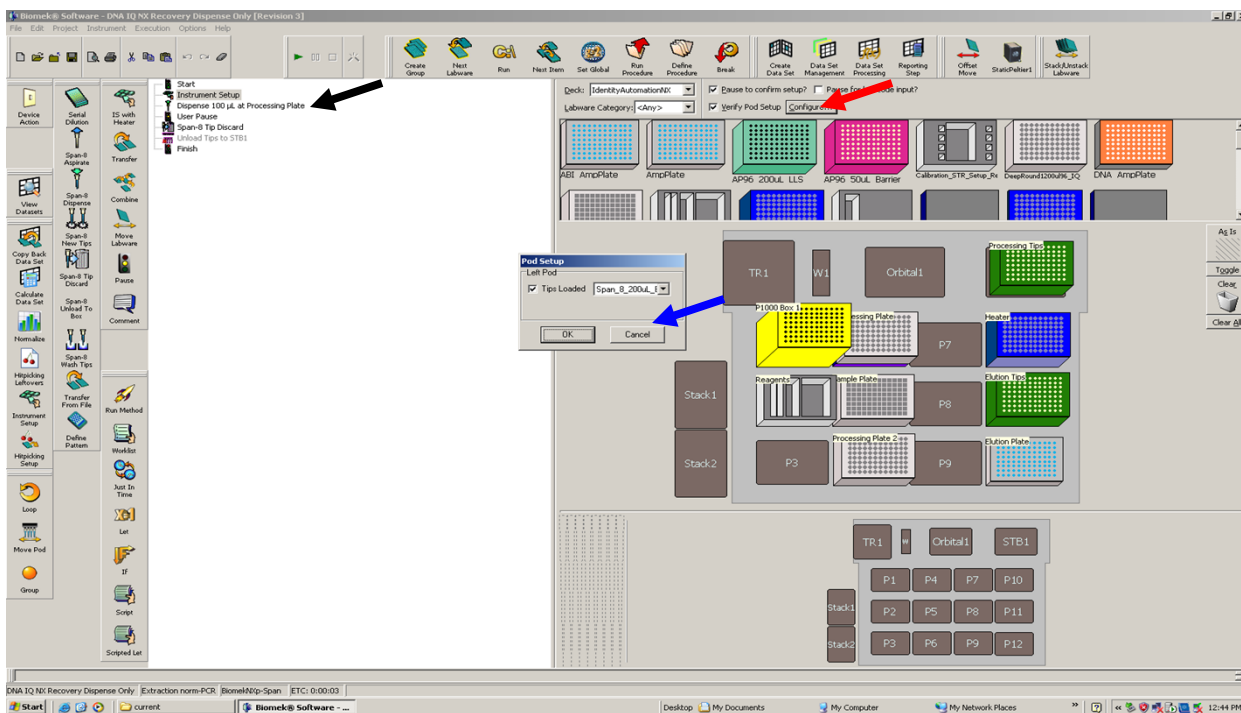 Biomek® Software - DNA IQ NX Recovery Dispense Only [Revision 3]
File Edit Project Instrument Execution Options Help
Create Group
Next Labware
Run
Next Item
Set Global
Run Procedure
Define Procedure
Break
Create Data Set
Data Set Management
Data Set Processing
Reporting Step
Offset Move
StaticPeltier1
Stack/Unstack Labware
Device Action
View Datasets
Copy Back Data Set
Calculate Data Set
Normalize
Hitpicking Leftovers
Instrument Setup
Hitpicking Setup
Loop
Move Pod
Group
Serial Dilution
Span-8 Aspirate
Span-8 Dispense
Span-8 New Tips
Span-8 Tip Discard
Span-8 Unload To Box
Span-8 Wash Tips
Transfer From File
Define Pattern
IS with Heater
Transfer
Combine
Move Labware
Pause
Comment
Run Method
Worklist
Just In Time
Let
If
Script
Scripted Let
Start
Instrument Setup
Dispense 100 µL at Processing Plate
User Pause
Span-8 Tip Discard
Unload Tips to STB1
Finish
Deck: IdentityAutomationNX
Pause to confirm setup?
Labware Category: <Any>
Verify Pod Setup
ABI AmpPlate
AmpPlate
AP96 200uL LLS
AP96 50uL Barrier
Calibration_STR_Setup_Rx
DeepRound1200ul96_IQ
DNA AmpPlate
As Is
Toggle
Clear
Clear All
Pod Setup
Left Pod
Tips Loaded
OK
Cancel
TR1
W1
Orbital1
Processing Tips
P1000 Box 1
P7
Heater
Stack1
Reagents
P8
Elution Tips
Stack2
P3
Processing Plate 2
P9
Elution Plate
TR1
W
Orbital1
STB1
P1 P4 P7 P10
Stack1
P2 P5 P8 P11
Stack2
P3 P6 P9 P12
DNA IQ NX Recovery Dispense Only
Extraction norm-PCR
BiomekNXp-Span
ETC: 0:00:03
Start
current
Biomek® Software - ...
Desktop
My Documents
My Computer
My Network Places
12:44 PM